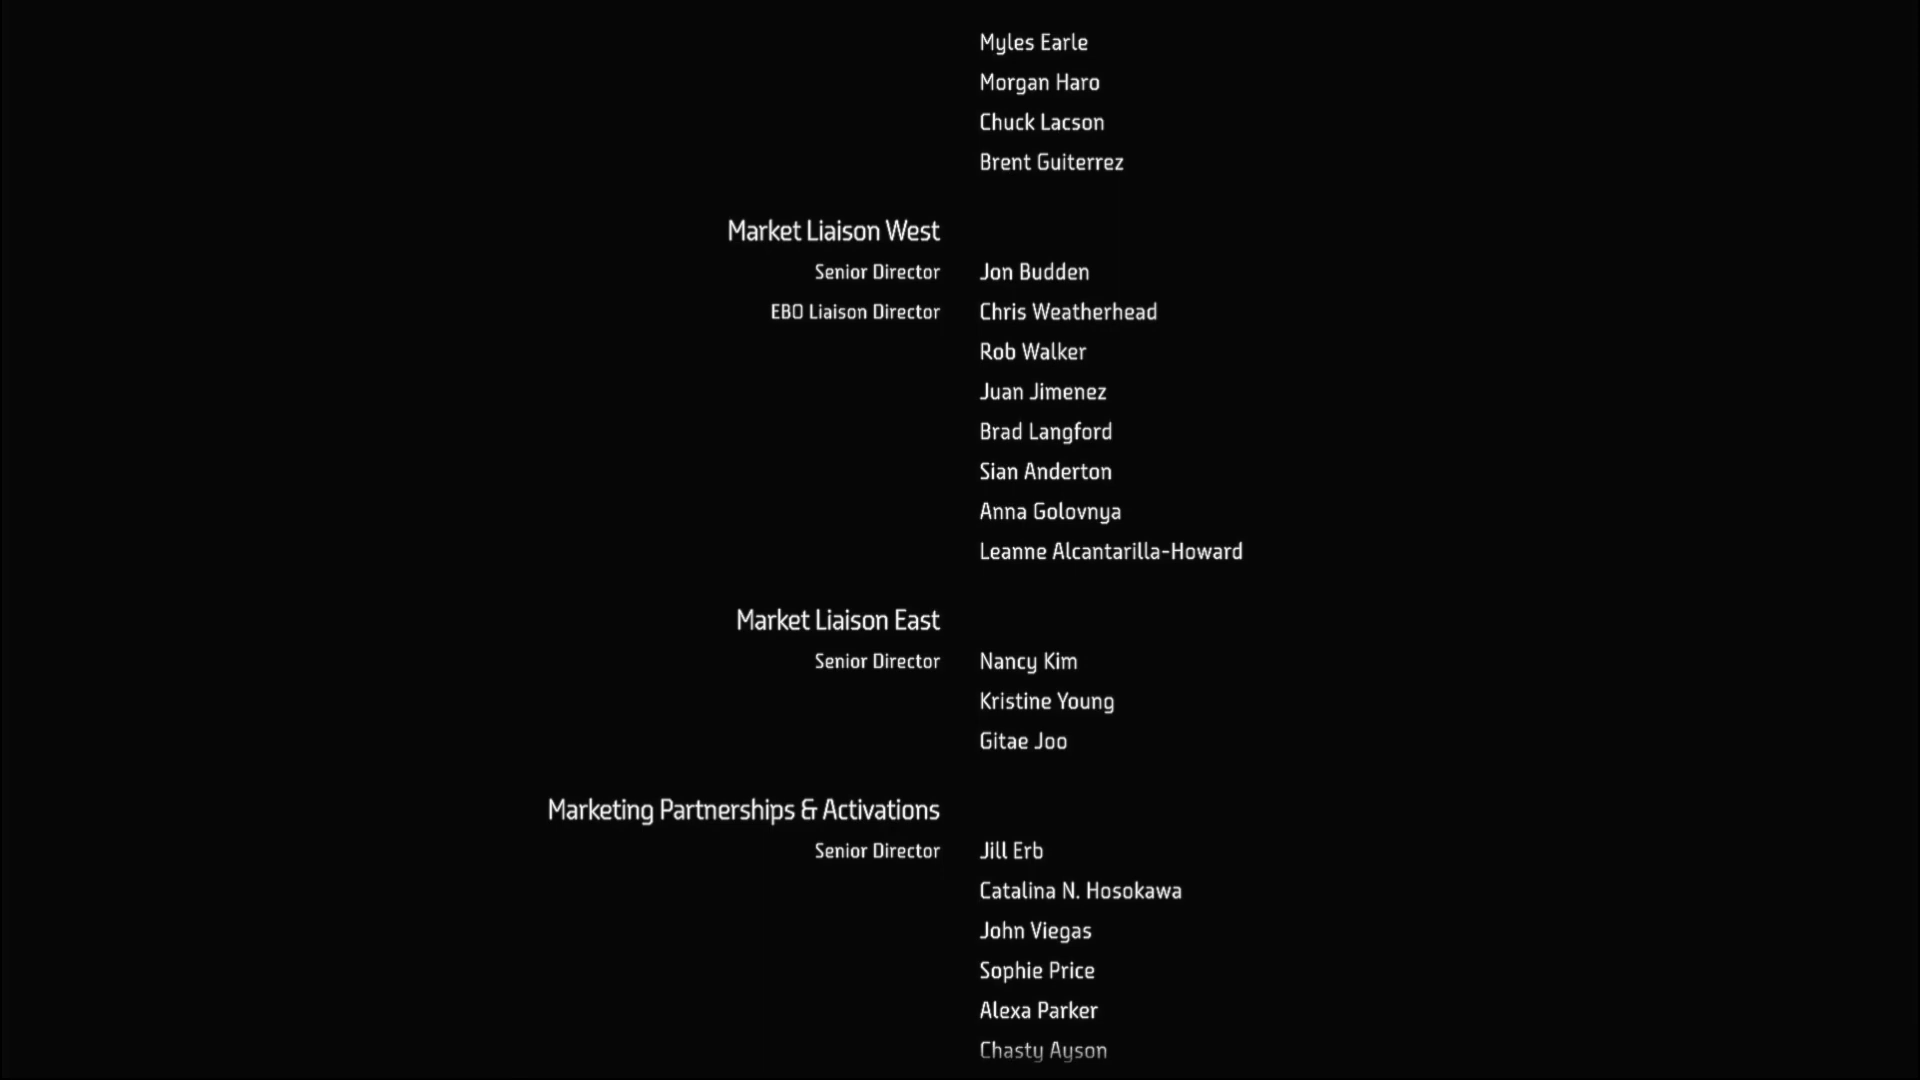 Myles Earle
Morgan Haro
Chuck Lacson
Brent Guiterrez
Market Liaison West
Senior Director Jon Budden
EBO Liaison Director Chris Weatherhead
Rob Walker
Juan Jimenez
Brad Langford
Sian Anderton
Anna Golovnya
Leanne Alcantarilla-Howard
Market Liaison East
Senior Director Nancy Kim
Kristine Young
Gitae Joo
Marketing Partnerships & Activations
Senior Director Jill Erb
Catalina N. Hosokawa
John Viegas
Sophie Price
Alexa Parker
Chasty Ayson